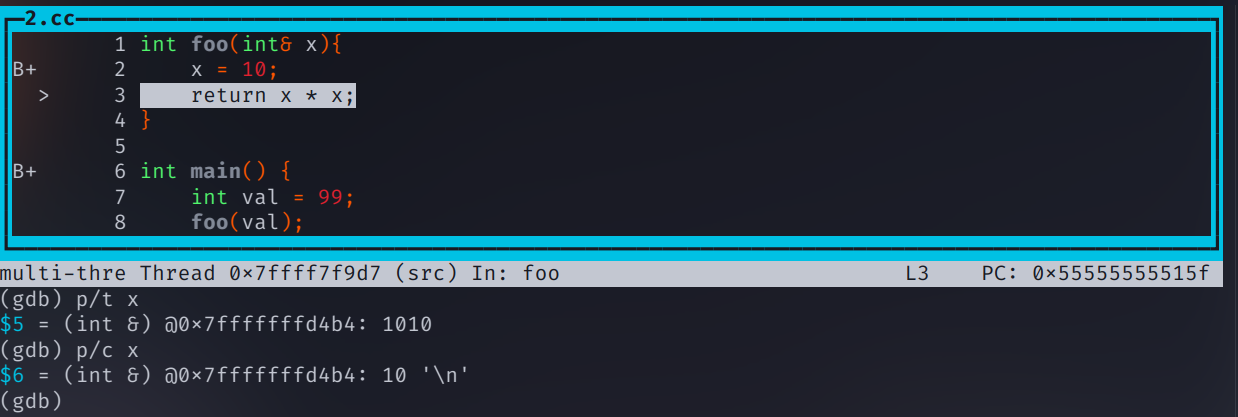 2.cc
1 int foo(int& x){
B+ 2     x = 10;
> 3     return x * x;
4 }
5
B+ 6 int main() {
7     int val = 99;
8     foo(val);
multi-thre Thread 0x7ffff7f9d7 (src) In: foo L3 PC: 0x55555555515f
(gdb) p/t x
$5 = (int &) @0x7fffffffd4b4: 1010
(gdb) p/c x
$6 = (int &) @0x7fffffffd4b4: 10 '\n'
(gdb)